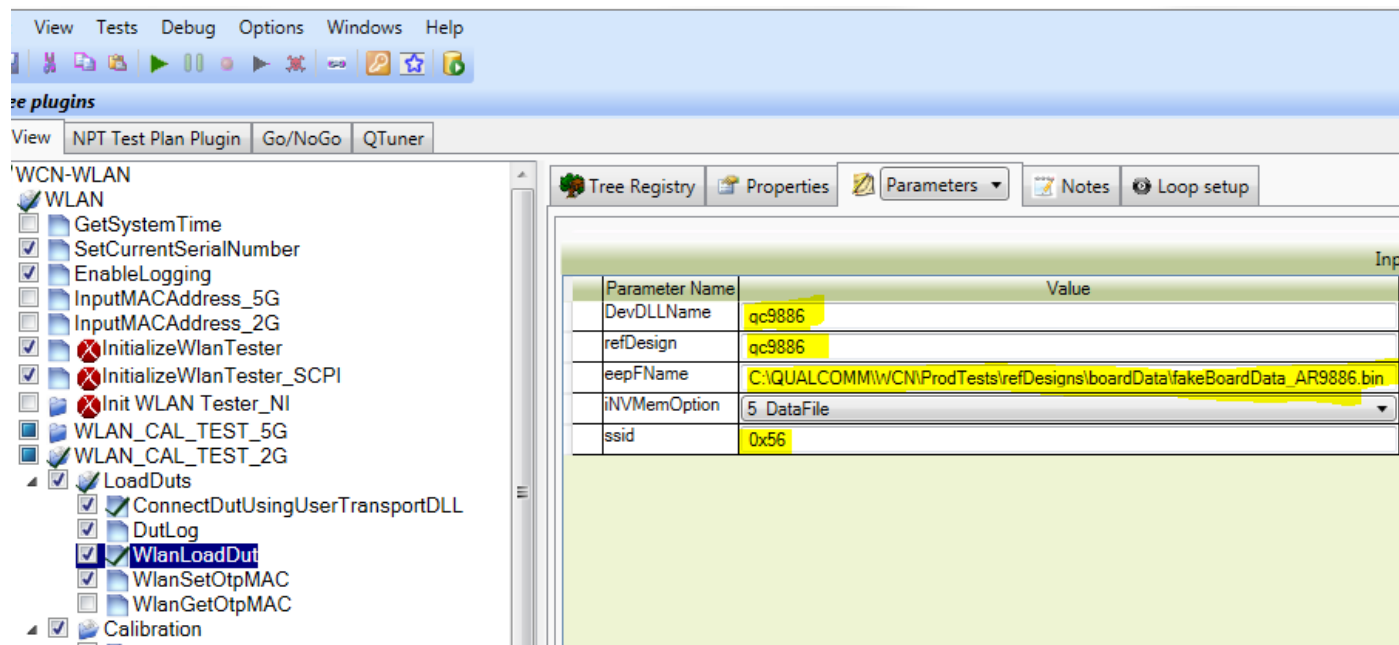 View Tests Debug Options Windows Help
ee plugins
View NPT Test Plan Plugin Go/NoGo QTuner
WCN-WLAN
WLAN
GetSystemTime
SetCurrentSerialNumber
EnableLogging
InputMACAddress_5G
InputMACAddress_2G
InitializeWlanTester
InitializeWlanTester_SCPI
Init WLAN Tester_NI
WLAN_CAL_TEST_5G
WLAN_CAL_TEST_2G
LoadDuts
ConnectDutUsingUserTransportDLL
DutLog
WlanLoadDut
WlanSetOtpMAC
WlanGetOtpMAC
Calibration
Tree Registry Properties Parameters Notes Loop setup
Inp
Parameter Name Value
DevDLLName qc9886
refDesign qc9886
eepFName C:\QUALCOMM\WCN\ProdTests\refDesigns\boardData\fakeBoardData_AR9886.bin
iNVMemOption 5 DataFile
ssid 0x56